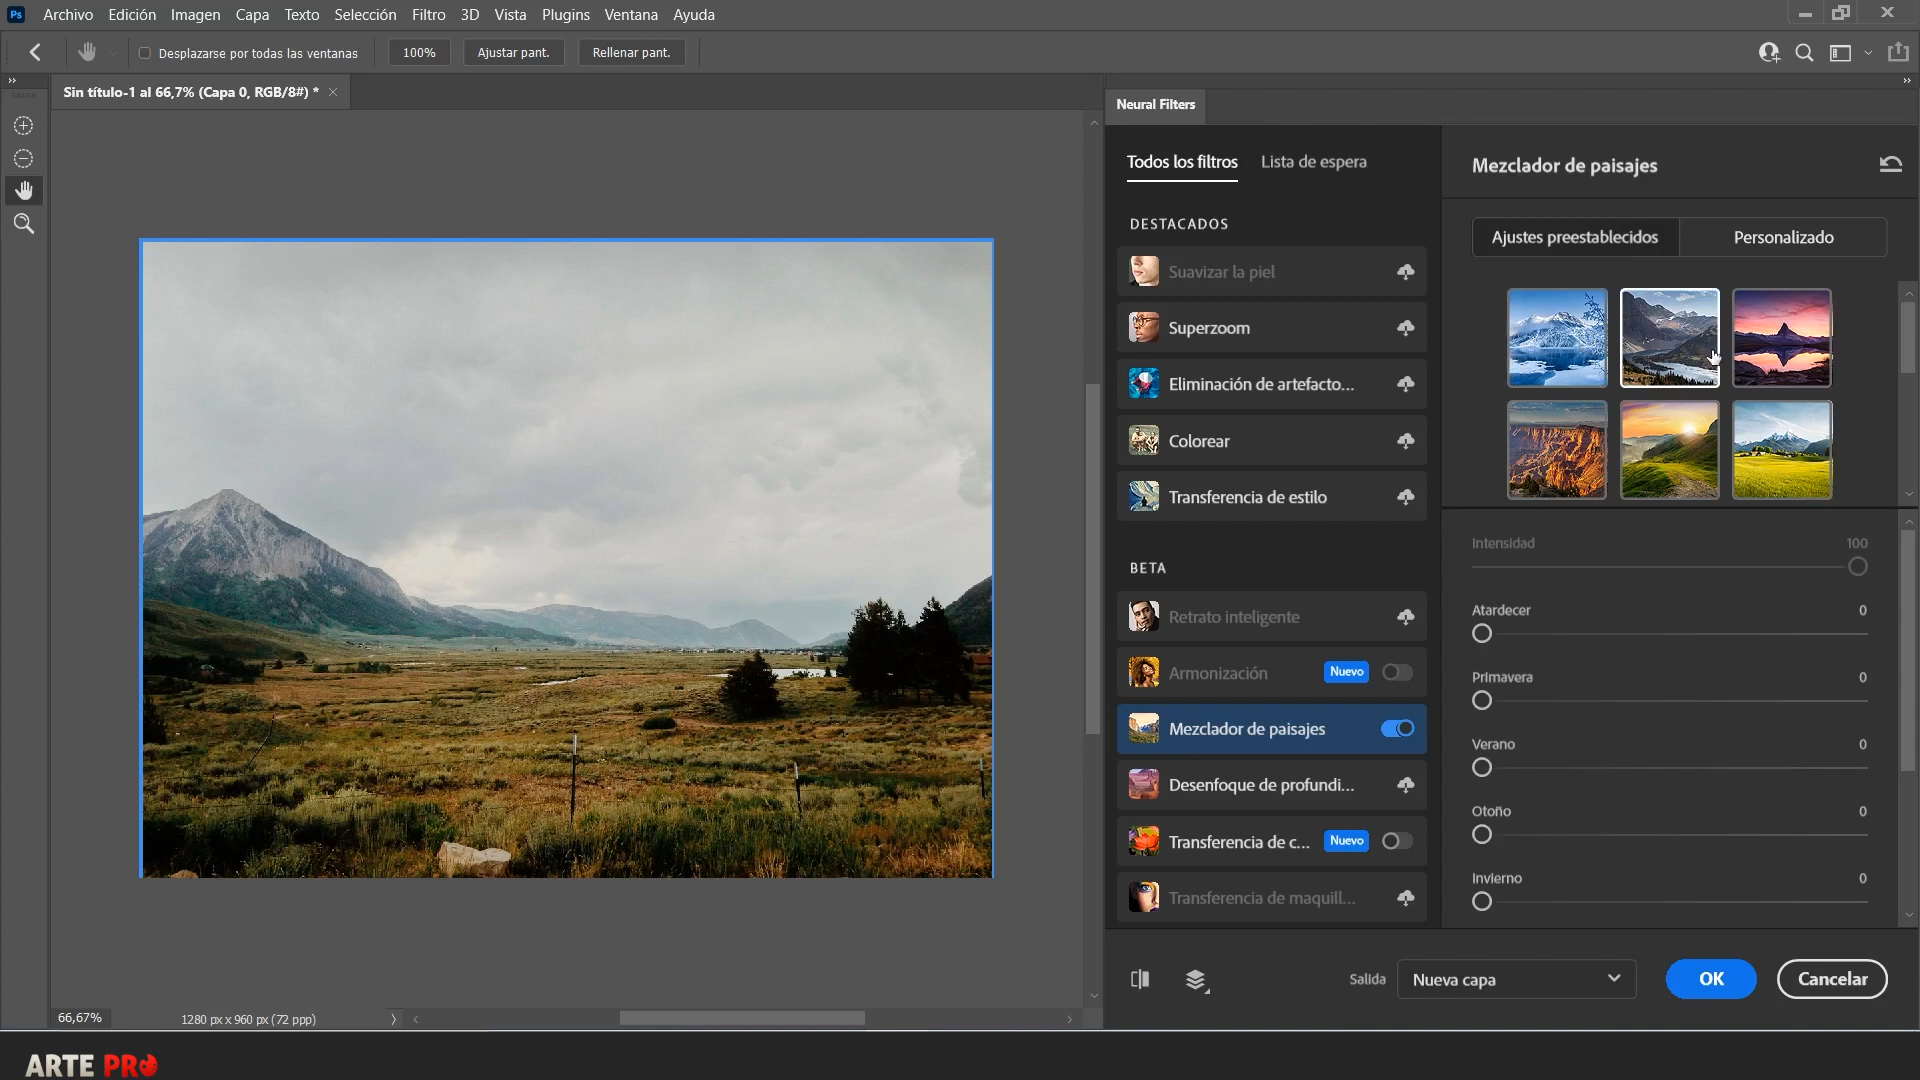 Ps Archivo Edición Imagen Capa Texto Selección Filtro 3D Vista Plugins Ventana Ayuda
Desplazarse por todas las ventanas 100% Ajustar pant. Rellenar pant.
Sin título-1 al 66,7% (Capa 0, RGB/8#) *
Neural Filters
Todos los filtros Lista de espera
DESTACADOS
Suavizar la piel
Superzoom
Eliminación de artefacto...
Colorear
Transferencia de estilo
BETA
Retrato inteligente
Armonización Nuevo
Mezclador de paisajes
Desenfoque de profundi...
Transferencia de c... Nuevo
Transferencia de maquill...
Mezclador de paisajes
Ajustes preestablecidos Personalizado
Intensidad 100
Atardecer 0
Primavera 0
Verano 0
Otoño 0
Invierno 0
Salida Nueva capa OK Cancelar
66,67% 1280 px x 960 px (72 ppp)
ARTE PRO